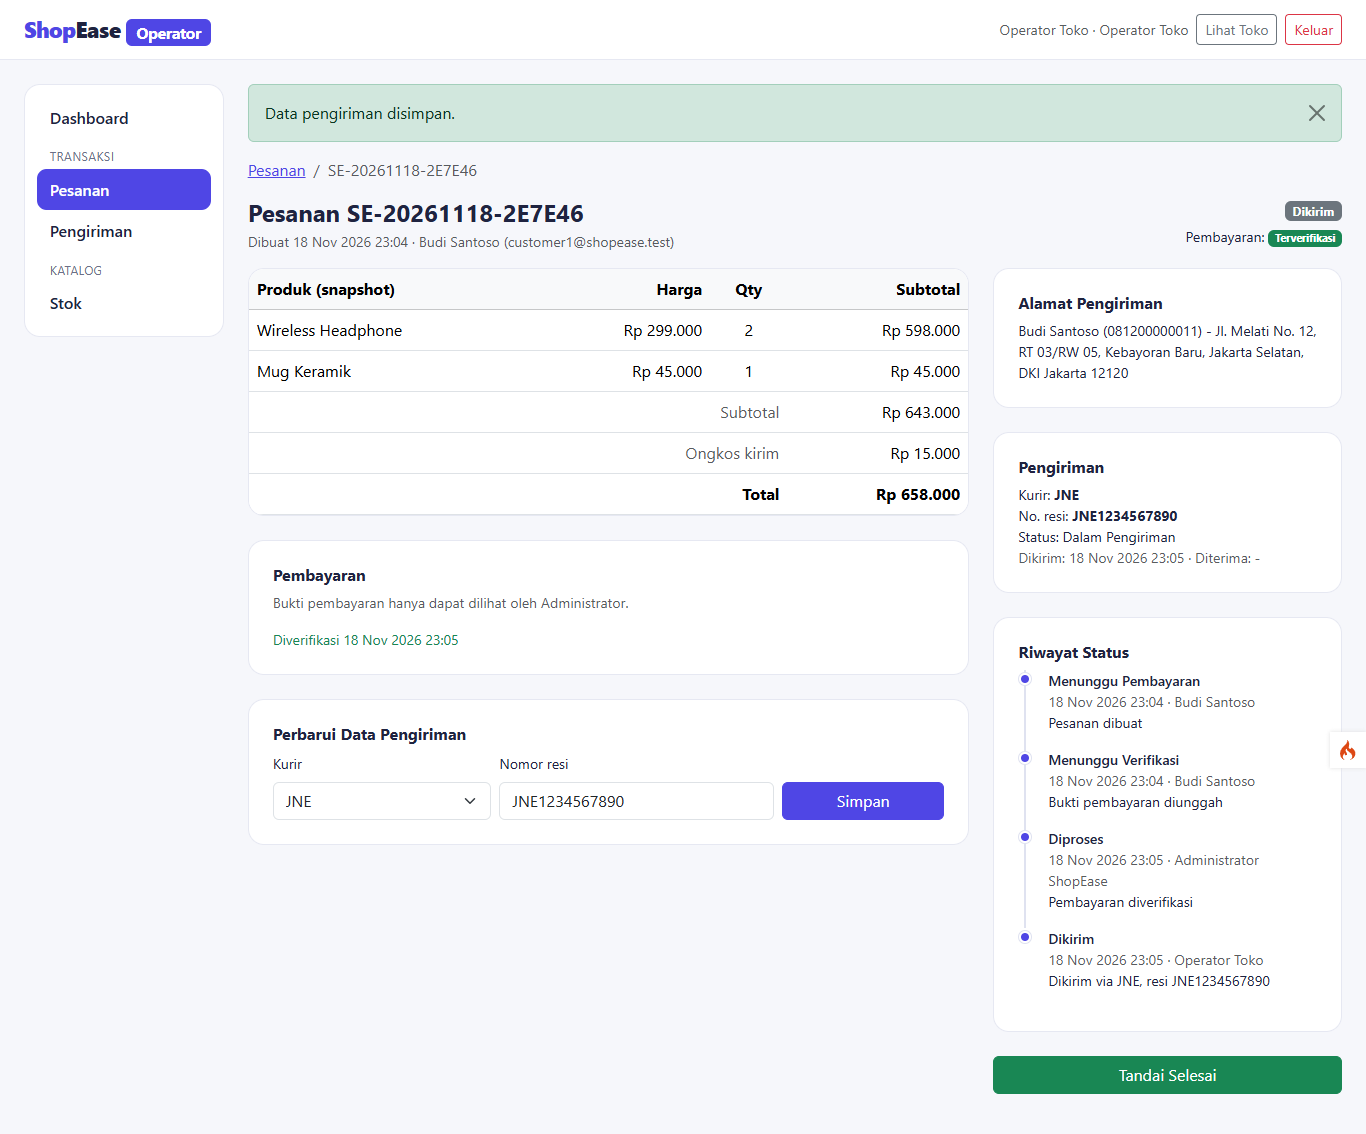 ShopEase Operator
Operator Toko · Operator Toko
Lihat Toko
Keluar
Dashboard
TRANSAKSI
Pesanan
Pengiriman
KATALOG
Stok
Data pengiriman disimpan.
Pesanan / SE-20261118-2E7E46
Pesanan SE-20261118-2E7E46
Dibuat 18 Nov 2026 23:04 · Budi Santoso (customer1@shopease.test)
Dikirim
Pembayaran: Terverifikasi
Produk (snapshot) Harga Qty Subtotal
Wireless Headphone Rp 299.000 2 Rp 598.000
Mug Keramik Rp 45.000 1 Rp 45.000
Subtotal Rp 643.000
Ongkos kirim Rp 15.000
Total Rp 658.000
Pembayaran
Bukti pembayaran hanya dapat dilihat oleh Administrator.
Diverifikasi 18 Nov 2026 23:05
Perbarui Data Pengiriman
Kurir Nomor resi
JNE JNE1234567890 Simpan
Alamat Pengiriman
Budi Santoso (081200000011) - Jl. Melati No. 12,
RT 03/RW 05, Kebayoran Baru, Jakarta Selatan,
DKI Jakarta 12120
Pengiriman
Kurir: JNE
No. resi: JNE1234567890
Status: Dalam Pengiriman
Dikirim: 18 Nov 2026 23:05 · Diterima: -
Riwayat Status
Menunggu Pembayaran
18 Nov 2026 23:04 · Budi Santoso
Pesanan dibuat
Menunggu Verifikasi
18 Nov 2026 23:04 · Budi Santoso
Bukti pembayaran diunggah
Diproses
18 Nov 2026 23:05 · Administrator
ShopEase
Pembayaran diverifikasi
Dikirim
18 Nov 2026 23:05 · Operator Toko
Dikirim via JNE, resi JNE1234567890
Tandai Selesai